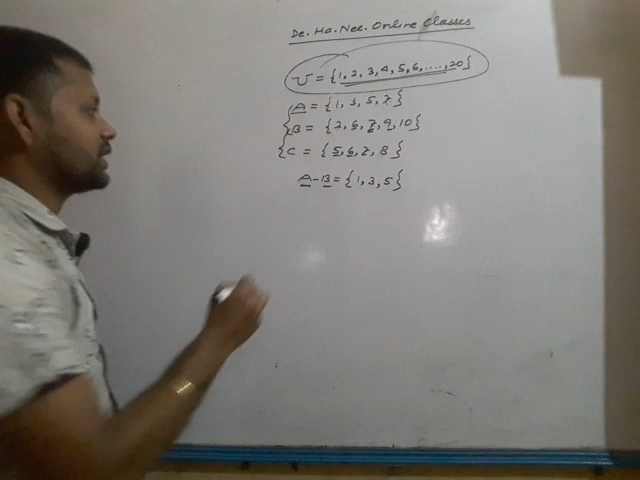 De. Ha. Nee. Online Classes
U = {1, 2, 3, 4, 5, 6, ...., 20}
A = {1, 3, 5, 7}
B = {2, 6, 7, 9, 10}
C = {5, 6, 7, 8}
A - B = {1, 3, 5}